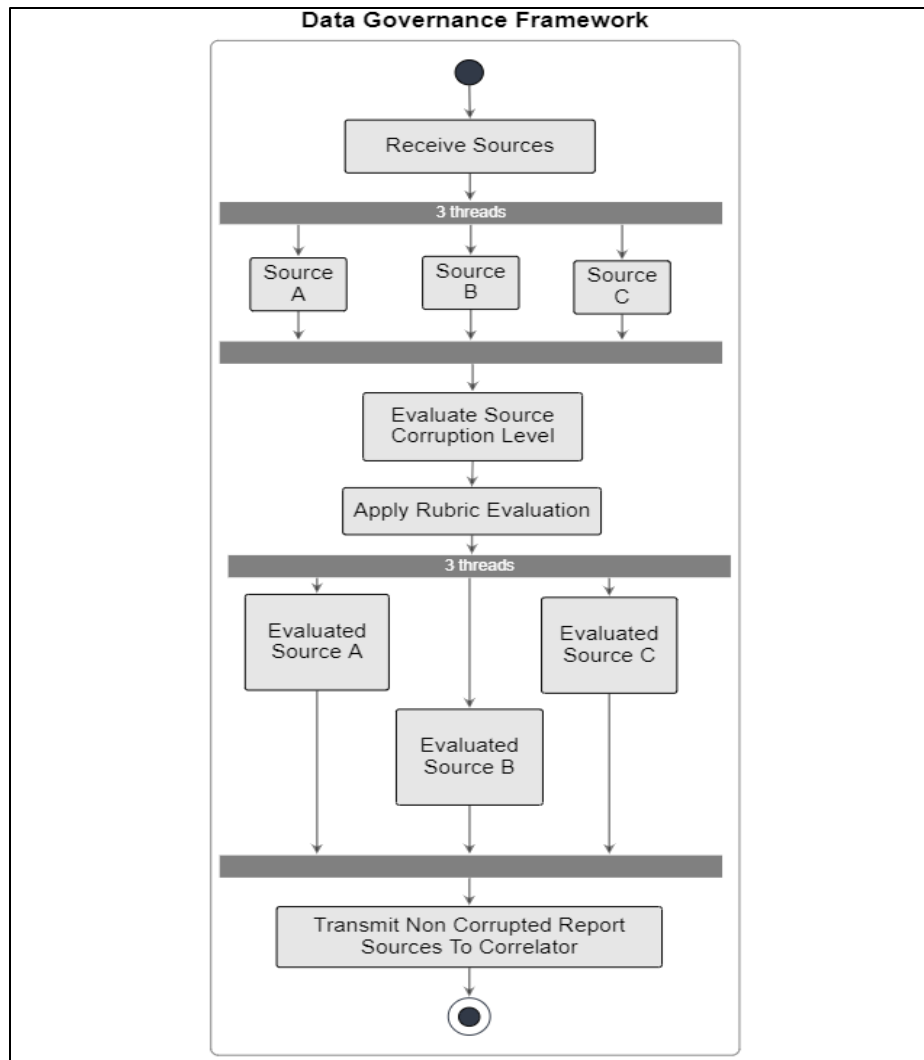 Data Governance Framework
Receive Sources
3 threads
Source
A
Source
B
Source
C
Evaluate Source
Corruption Level
Apply Rubric Evaluation
3 threads
Evaluated
Source A
Evaluated
Source C
Evaluated
Source B
Transmit Non Corrupted Report
Sources To Correlator